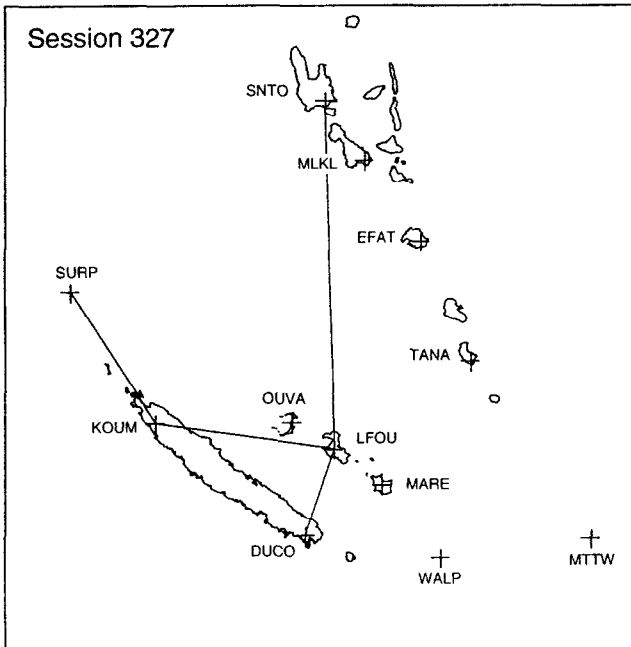 Session 327
SNTO
MLKL
EFAT
SURP
TANA
OUVA
KOUM
LFOU
MARE
DUCO
WALP
MTTW